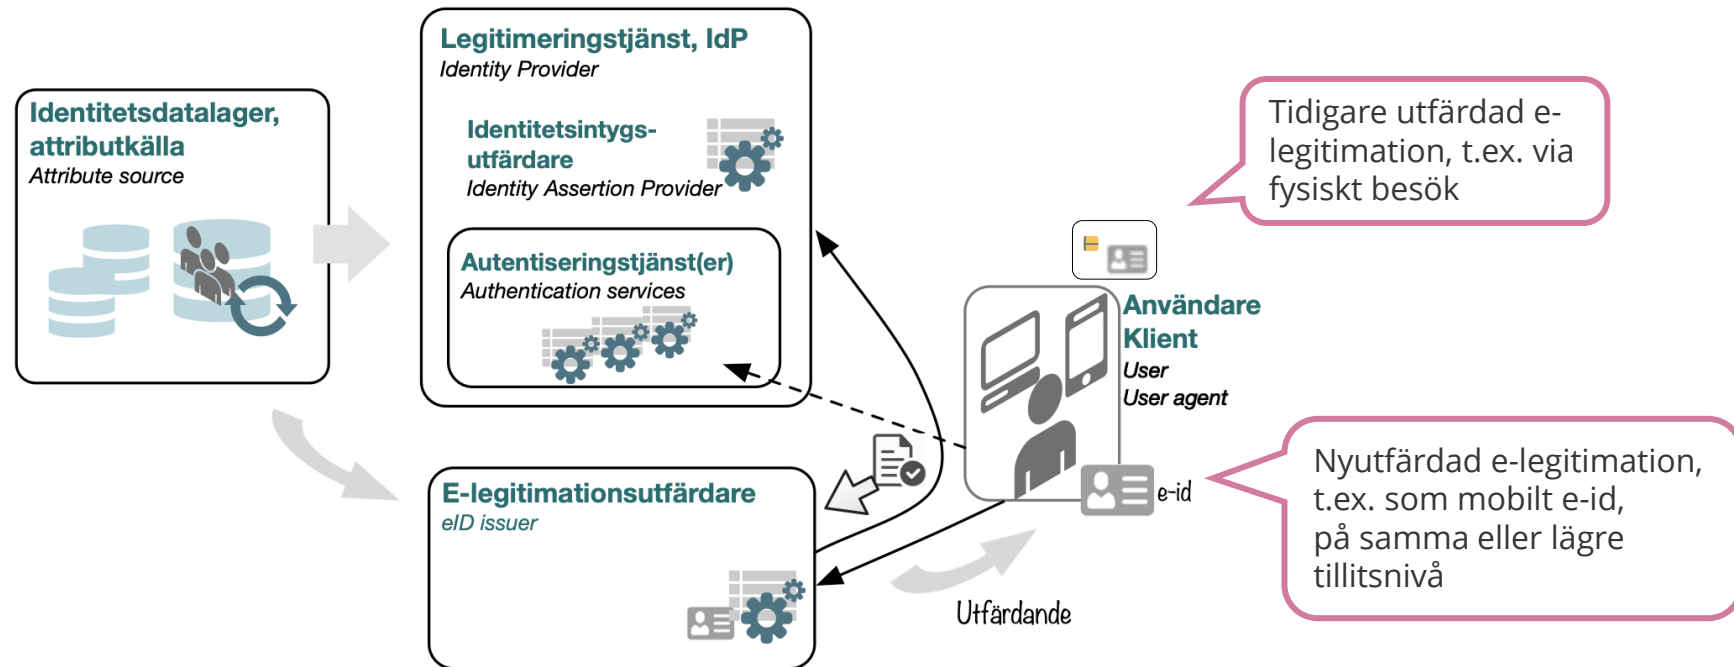 Identitetsdatalager,
attributkälla
Attribute source
Legitimeringstjänst, IdP
Identity Provider
Identitetsintygs-
utfärdare
Identity Assertion Provider
Autentiseringstjänst(er)
Authentication services
E-legitimationsutfärdare
eID issuer
Tidigare utfärdad e-
legitimation, t.ex. via
fysiskt besök
Användare
Klient
User
User agent
e-id
Nyutfärdad e-legitimation,
t.ex. som mobilt e-id,
på samma eller lägre
tillitsnivå
Utfärdande